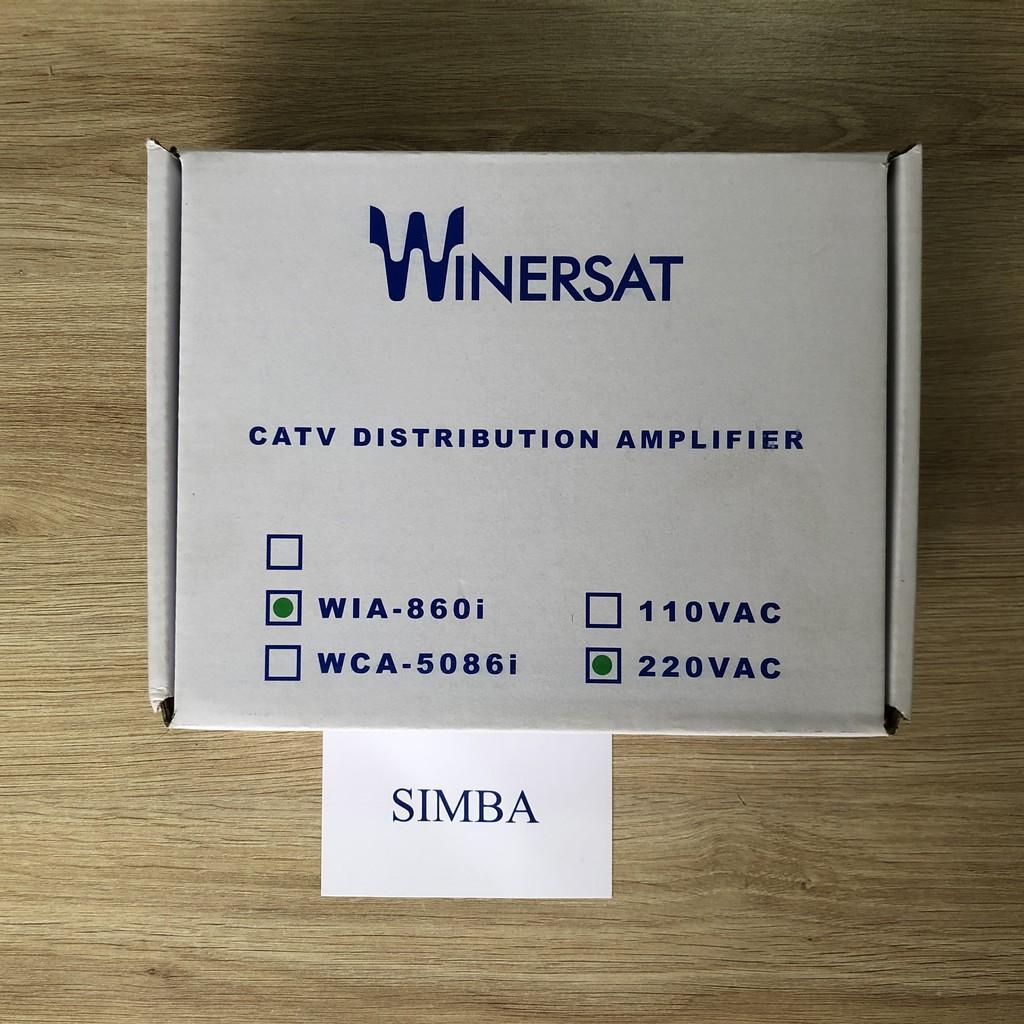 WINERSAT
CATV DISTRIBUTION AMPLIFIER
WIA-860i 110VAC
WCA-5086i 220VAC
SIMBA